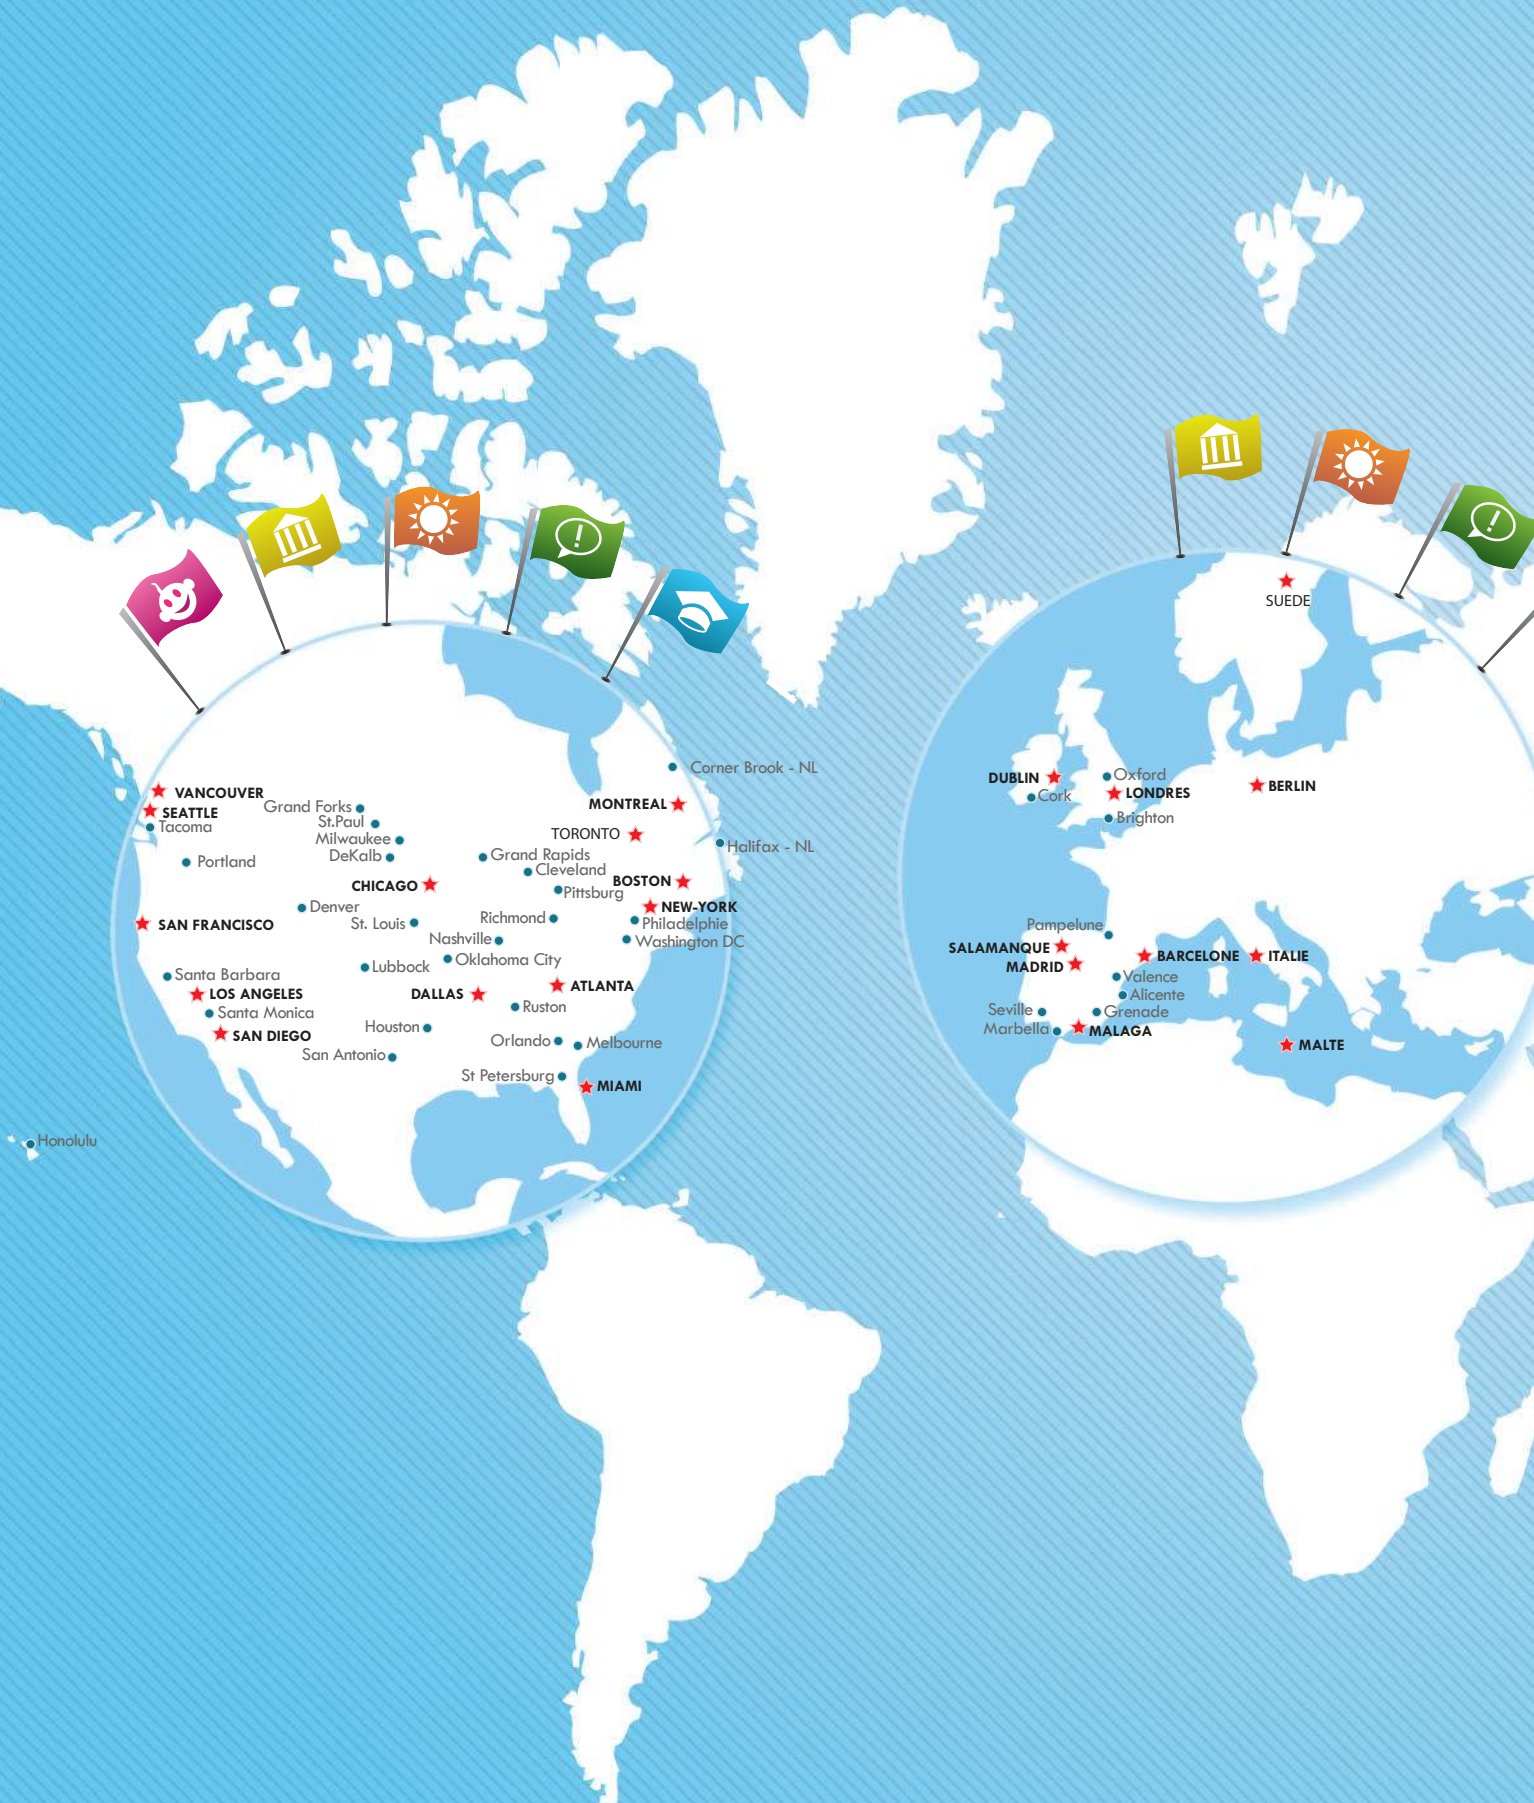 SUEDE
Corner Brook - NL
DUBLIN
Oxford
BERLIN
VANCOUVER
Cork
LONDRES
SEATTLE
Grand Forks
MONTREAL
Tacoma
St.Paul
Brighton
Milwaukee
TORONTO
Portland
DeKalb
Grand Rapids
Halifax - NL
Cleveland
CHICAGO
BOSTON
Pittsburg
Denver
NEW-YORK
SAN FRANCISCO
St. Louis
Richmond
Philadelphie
Pampelune
Nashville
Washington DC
SALAMANQUE
BARCELONE
ITALIE
Lubbock
Oklahoma City
MADRID
Santa Barbara
Valence
LOS ANGELES
DALLAS
ATLANTA
Alicente
Santa Monica
Ruston
Seville
Grenade
SAN DIEGO
Houston
Marbella
MALAGA
San Antonio
Orlando
Melbourne
MALTE
St Petersburg
MIAMI
Honolulu